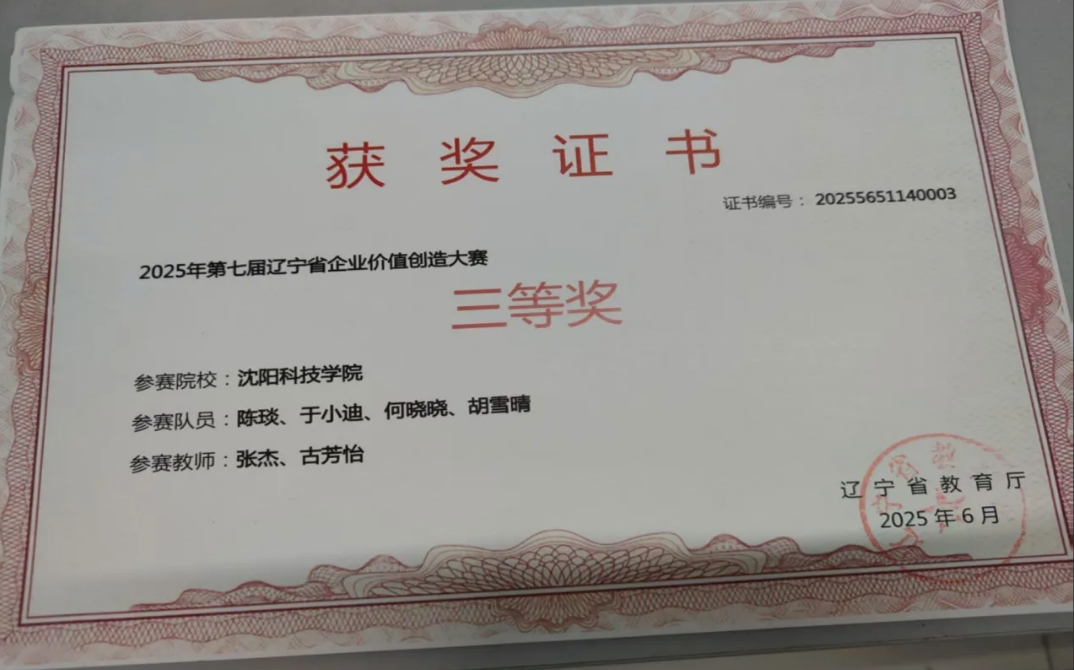 获奖证书
证书编号：20255651140003
2025年第七届辽宁省企业价值创造大赛
三等奖
参赛院校：沈阳科技学院
参赛队员：陈琰、于小迪、何晓晓、胡雪晴
参赛教师：张杰、古芳怡
辽宁省教育厅
2025年6月